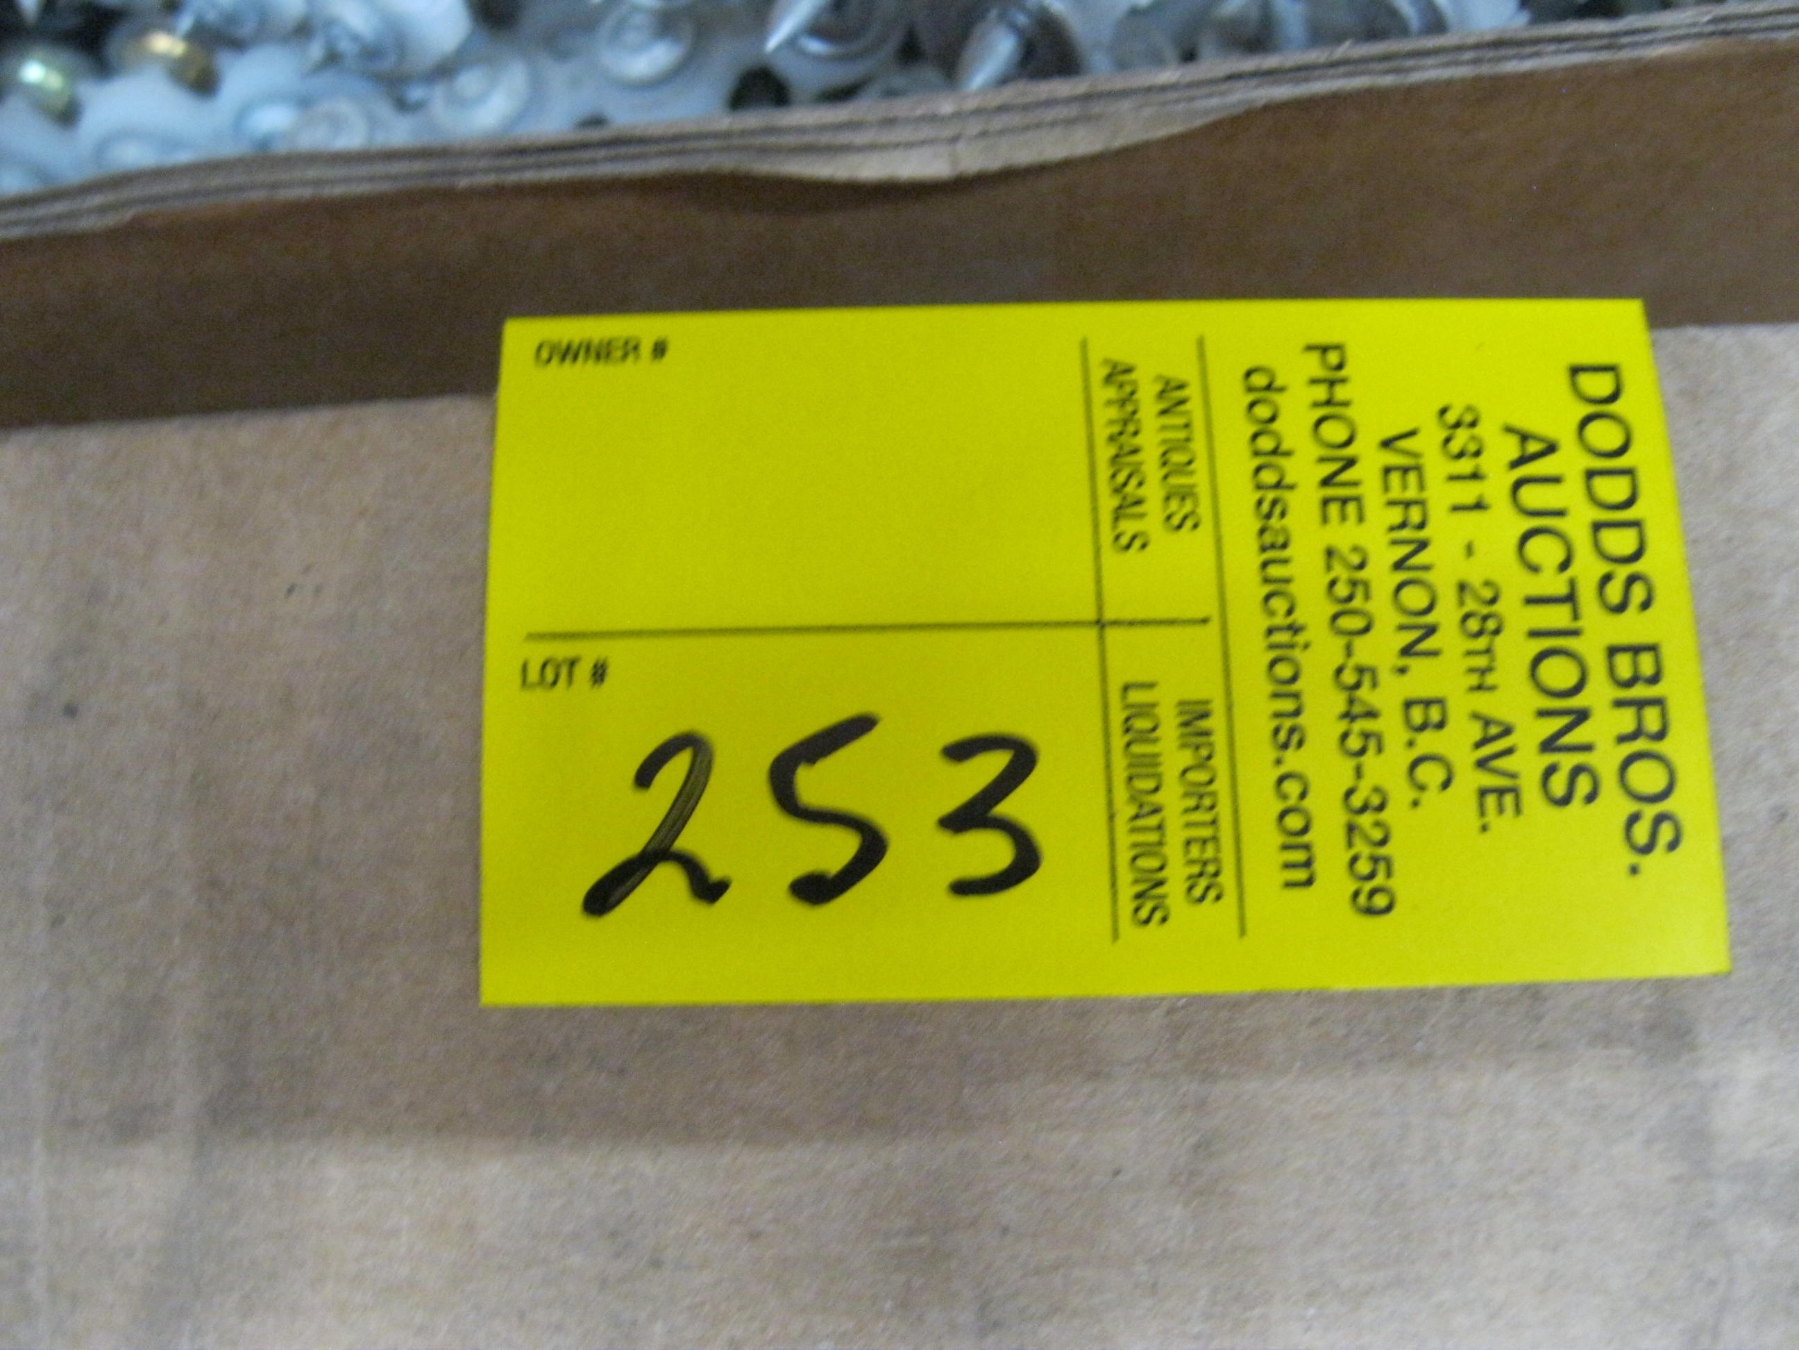 DODDS BROS.
AUCTIONS
3311 - 28TH AVE.
VERNON, B.C.
PHONE 250-545-3259
doddsauctions.com
ANTIQUES IMPORTERS
APPRAISALS LIQUIDATIONS
OWNER #
LOT #
253